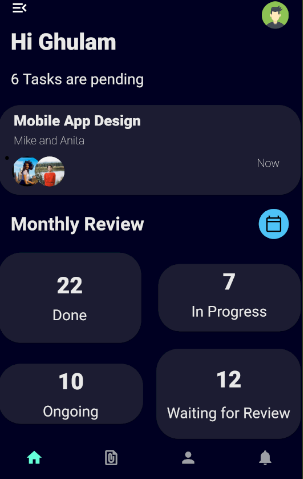 Hi Ghulam
6 Tasks are pending
Mobile App Design
Mike and Anita
Now
Monthly Review
22
Done
7
In Progress
10
Ongoing
12
Waiting for Review